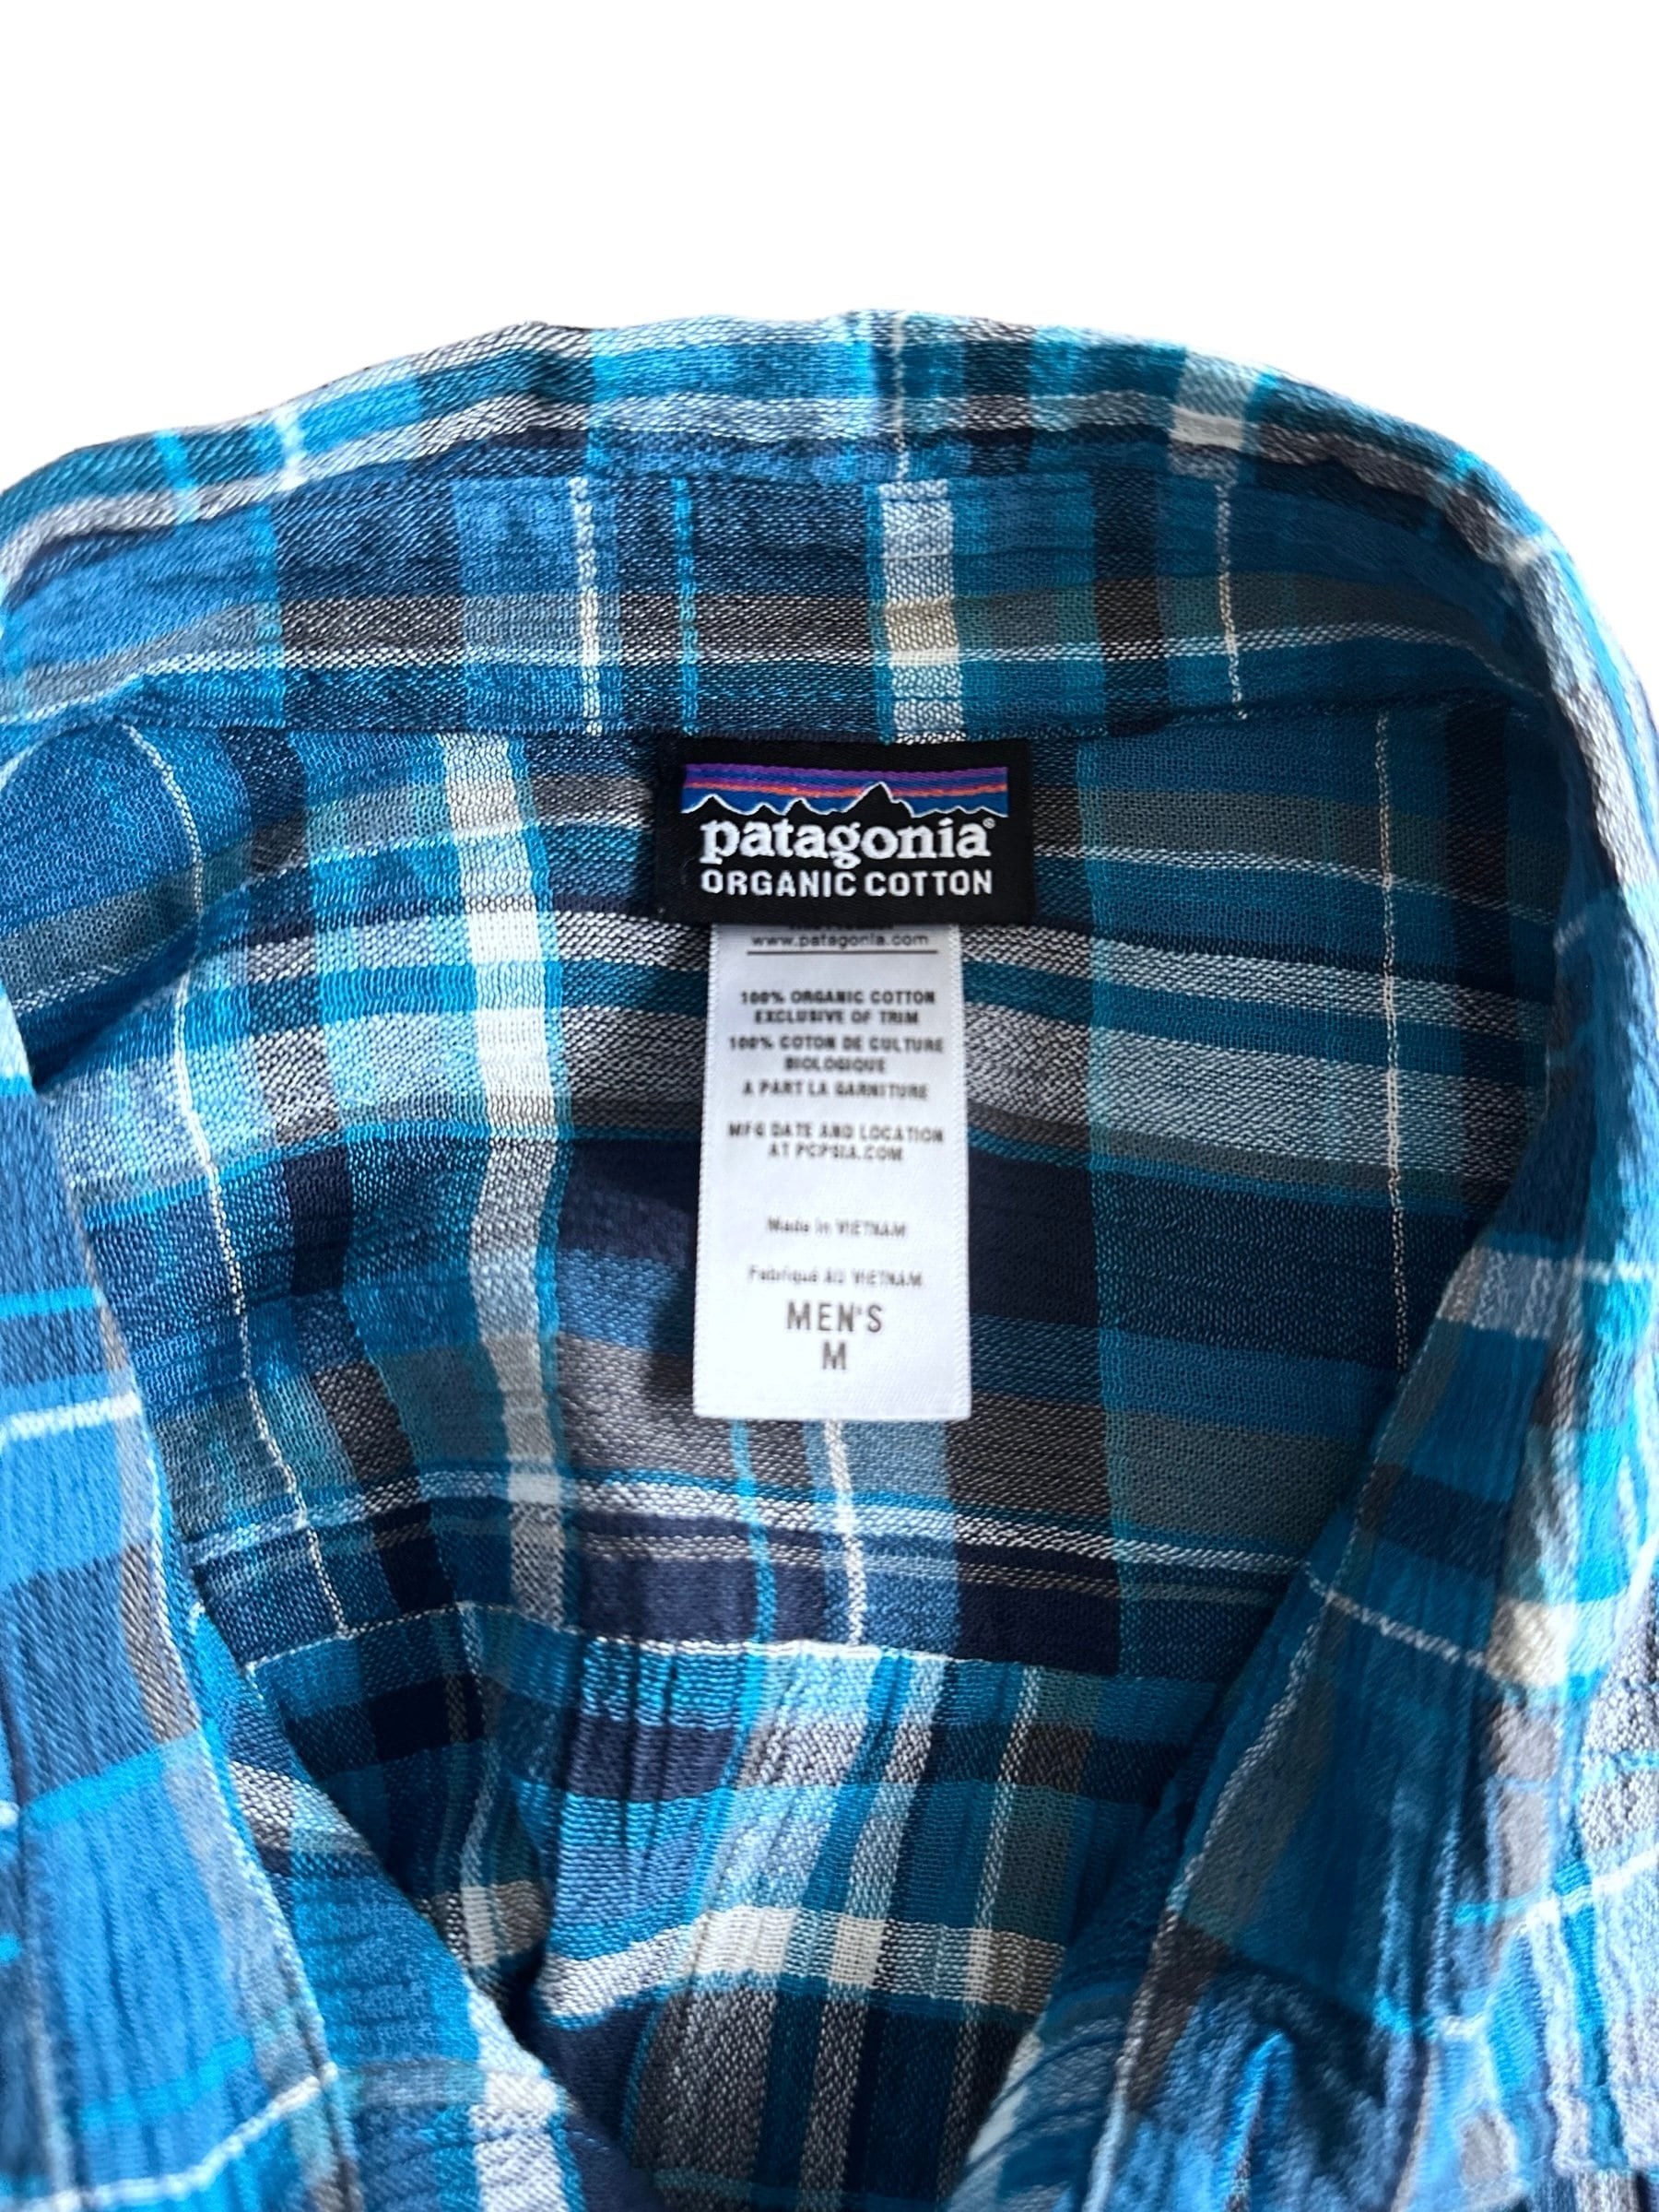 patagonia®
ORGANIC COTTON
www.patagonia.com
100% ORGANIC COTTON
EXCLUSIVE OF TRIM
100% COTON DE CULTURE
BIOLOGIQUE
A PART LA GARNITURE
MFG DATE AND LOCATION
AT PCPSIA.COM
Made in VIETNAM
Fabriqué AU VIETNAM
MEN'S
M